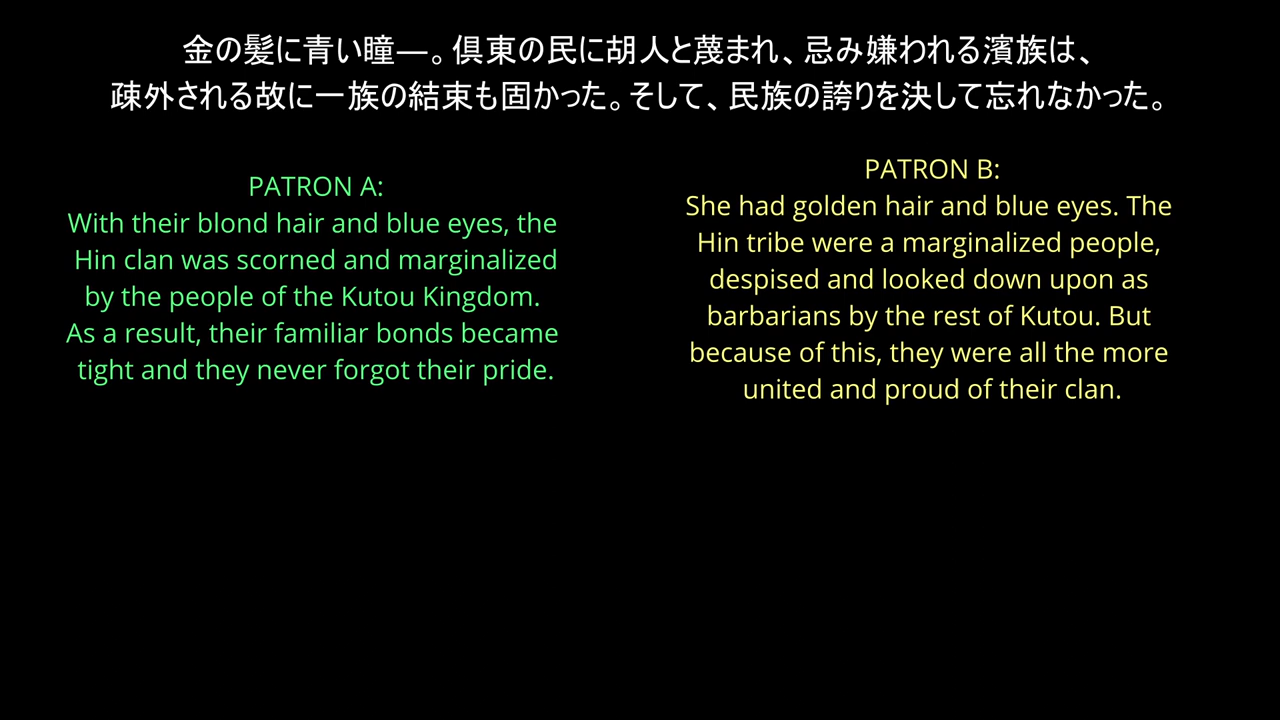 金の髪に青い瞳―。倶東の民に胡人と蔑まれ、忌み嫌われる濱族は、
疎外される故に一族の結束も固かった。そして、民族の誇りを決して忘れなかった。
PATRON A:
With their blond hair and blue eyes, the
Hin clan was scorned and marginalized
by the people of the Kutou Kingdom.
As a result, their familiar bonds became
tight and they never forgot their pride.
PATRON B:
She had golden hair and blue eyes. The
Hin tribe were a marginalized people,
despised and looked down upon as
barbarians by the rest of Kutou. But
because of this, they were all the more
united and proud of their clan.